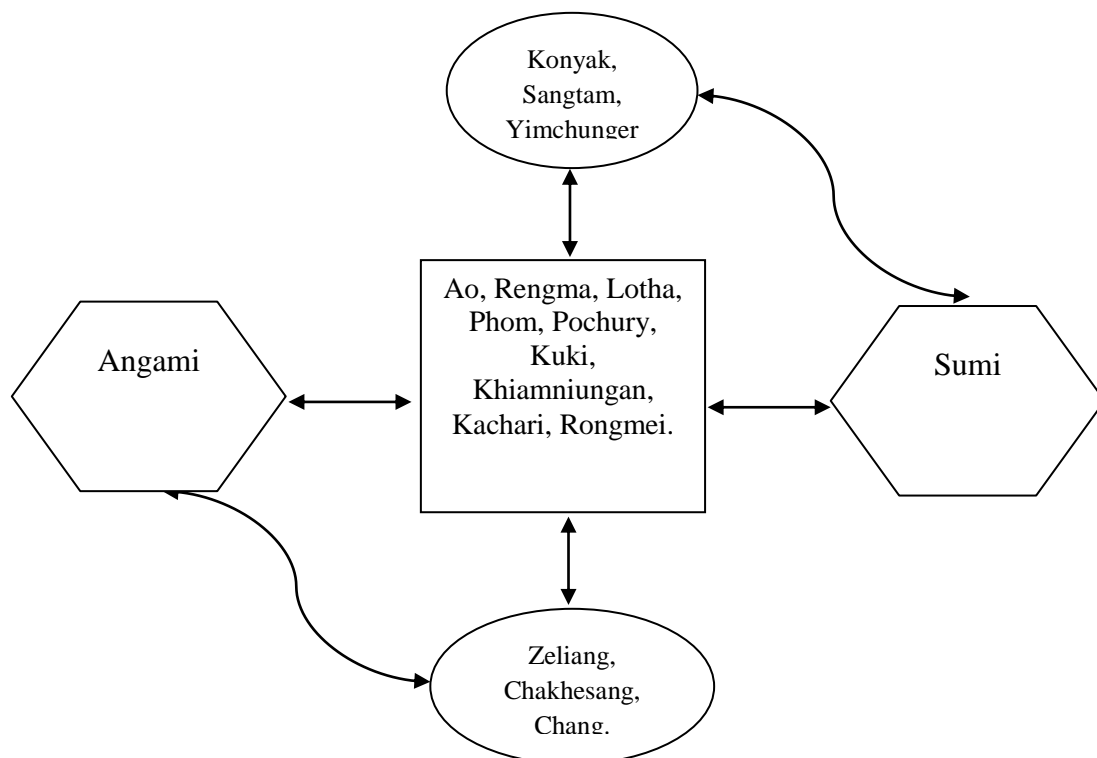 Konyak,
Sangtam,
Yimchunger
Ao, Rengma, Lotha,
Phom, Pochury,
Kuki,
Khiamniungan,
Kachari, Rongmei.
Angami
Sumi
Zeliang,
Chakhesang,
Chang.